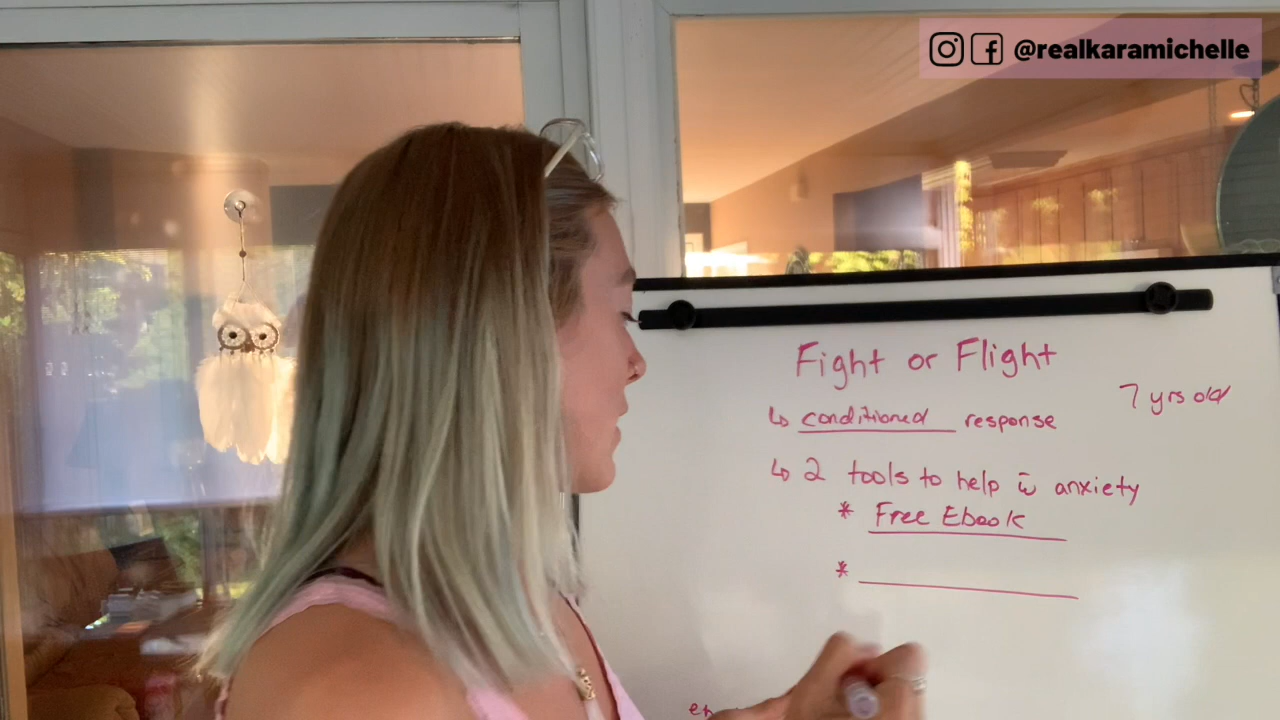 @realkaramichelle
Fight or Flight
7 yrs old
↳ conditioned response
↳ 2 tools to help c̄ anxiety
* Free Ebook
*